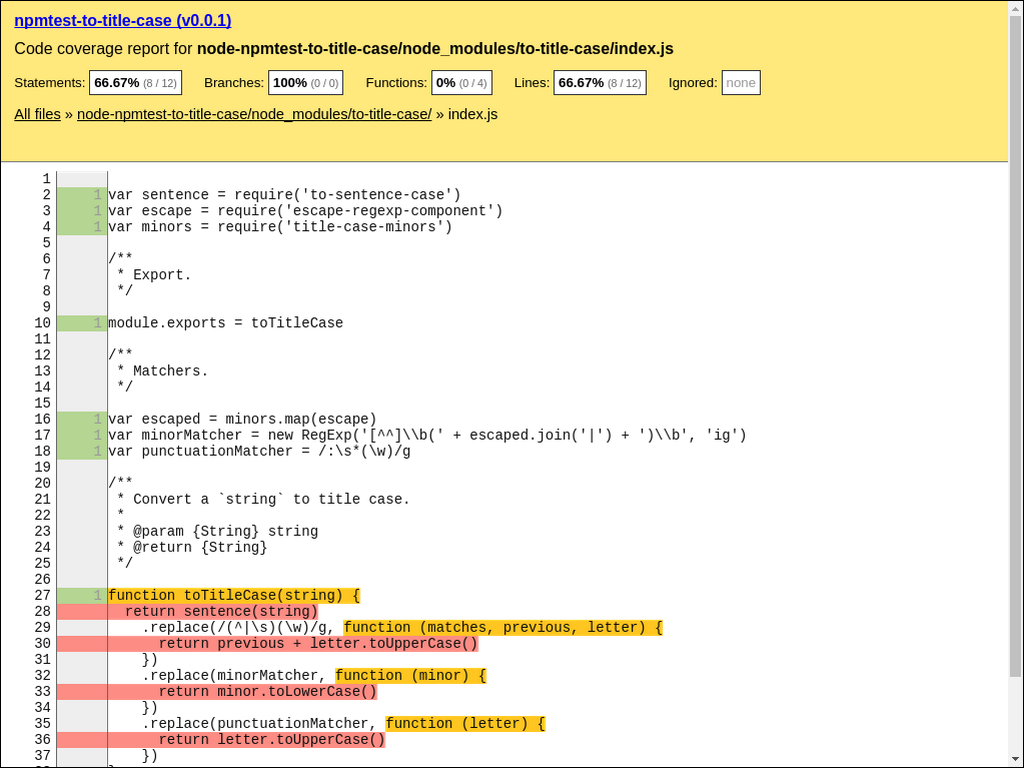 npmtest-to-title-case (v0.0.1)
Code coverage report for node-npmtest-to-title-case/node_modules/to-title-case/index.js
Statements: 66.67% (8 / 12) Branches: 100% (0 / 0) Functions: 0% (0 / 4) Lines: 66.67% (8 / 12) Ignored: none
All files » node-npmtest-to-title-case/node_modules/to-title-case/ » index.js
1
2 1 var sentence = require('to-sentence-case')
3 1 var escape = require('escape-regexp-component')
4 1 var minors = require('title-case-minors')
5
6 /**
7  * Export.
8  */
9
10 1 module.exports = toTitleCase
11
12 /**
13  * Matchers.
14  */
15
16 1 var escaped = minors.map(escape)
17 1 var minorMatcher = new RegExp('[^^]\\b(' + escaped.join('|') + ')\\b', 'ig')
18 1 var punctuationMatcher = /:\s*(\w)/g
19
20 /**
21  * Convert a `string` to title case.
22  *
23  * @param {String} string
24  * @return {String}
25  */
26
27 1 function toTitleCase(string) {
28   return sentence(string)
29     .replace(/(^|\s)(\w)/g, function (matches, previous, letter) {
30       return previous + letter.toUpperCase()
31     })
32     .replace(minorMatcher, function (minor) {
33       return minor.toLowerCase()
34     })
35     .replace(punctuationMatcher, function (letter) {
36       return letter.toUpperCase()
37     })